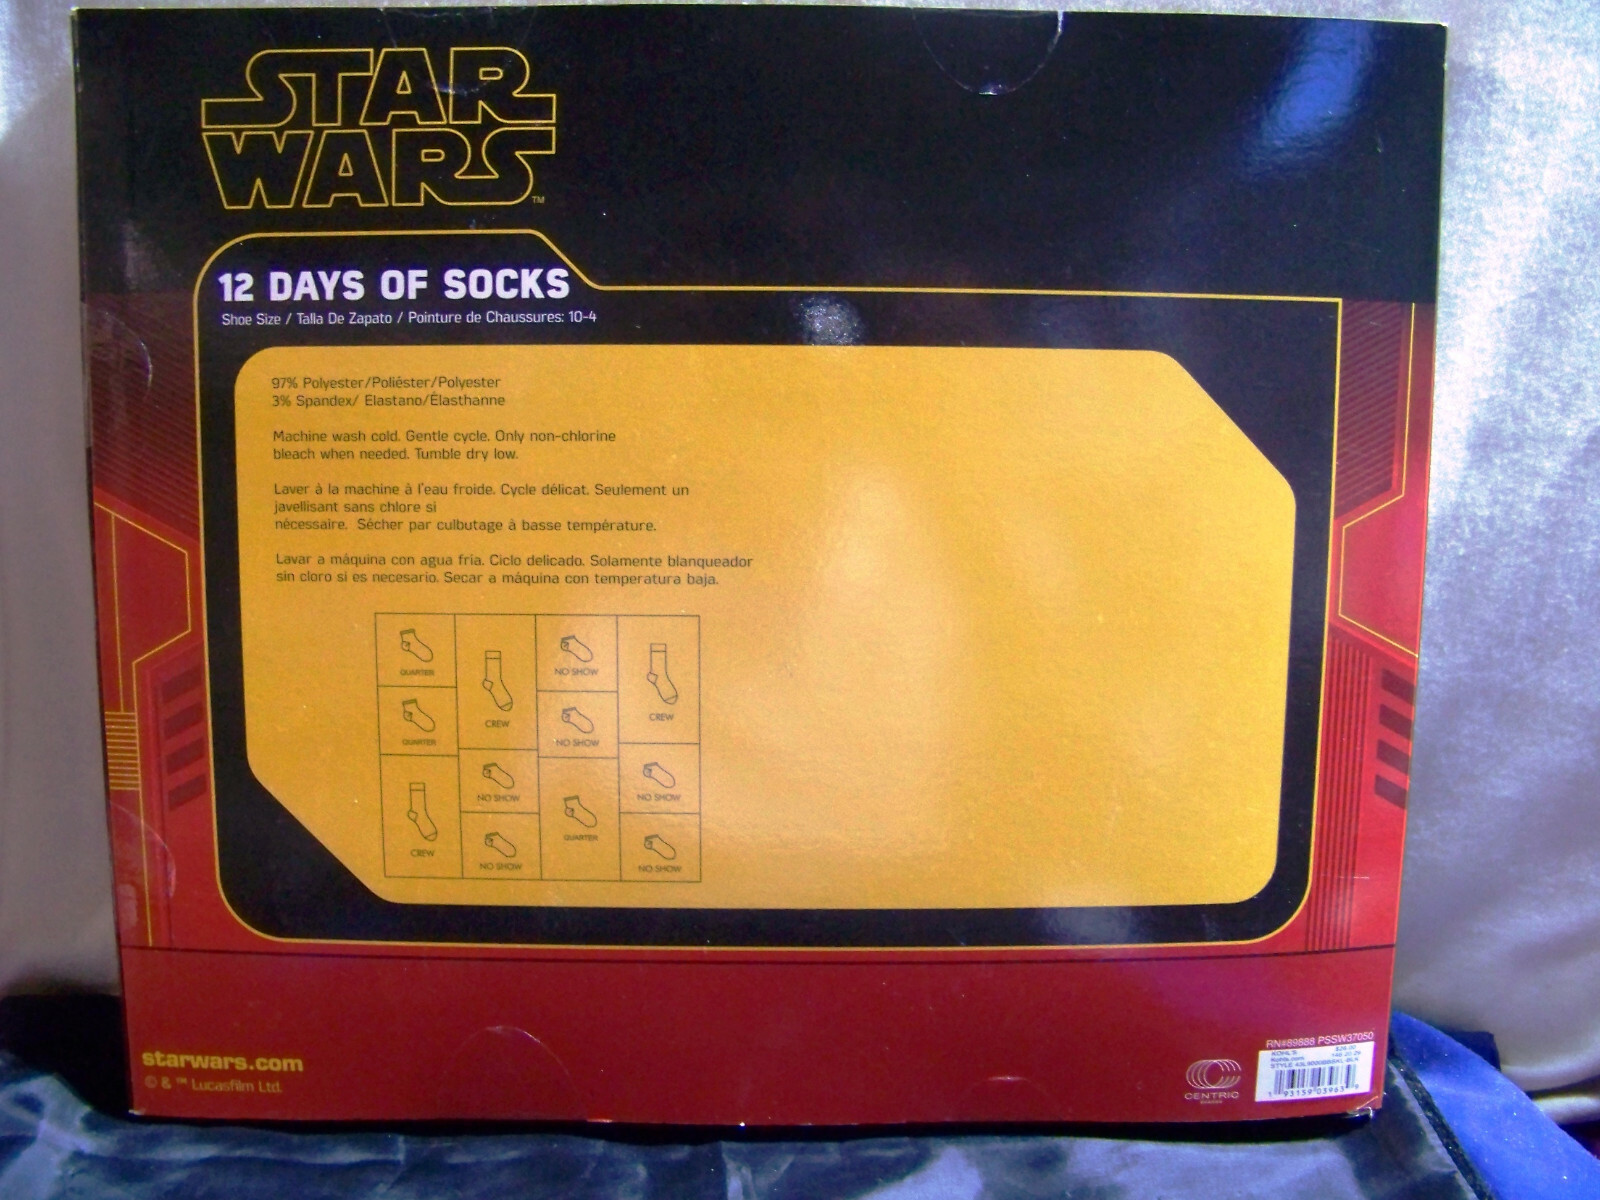 STAR
WARS
™
12 DAYS OF SOCKS
Shoe Size / Talla De Zapato / Pointure de Chaussures: 10-4
97% Polyester/Poliéster/Polyester
3% Spandex/ Elastano/Élasthanne
Machine wash cold. Gentle cycle. Only non-chlorine
bleach when needed. Tumble dry low.
Laver à la machine à l'eau froide. Cycle délicat. Seulement un
javellisant sans chlore si
nécessaire. Sécher par culbutage à basse température.
Lavar a máquina con agua fría. Ciclo delicado. Solamente blanqueador
sin cloro si es necesario. Secar a máquina con temperatura baja.
QUARTER
QUARTER
CREW
CREW
NO SHOW
NO SHOW
NO SHOW
NO SHOW
QUARTER
CREW
NO SHOW
NO SHOW
starwars.com
© & ™ Lucasfilm Ltd.
CENTRIC
RN#89888 PSSW37050
KOHL'S
Kohls.com
STYLE